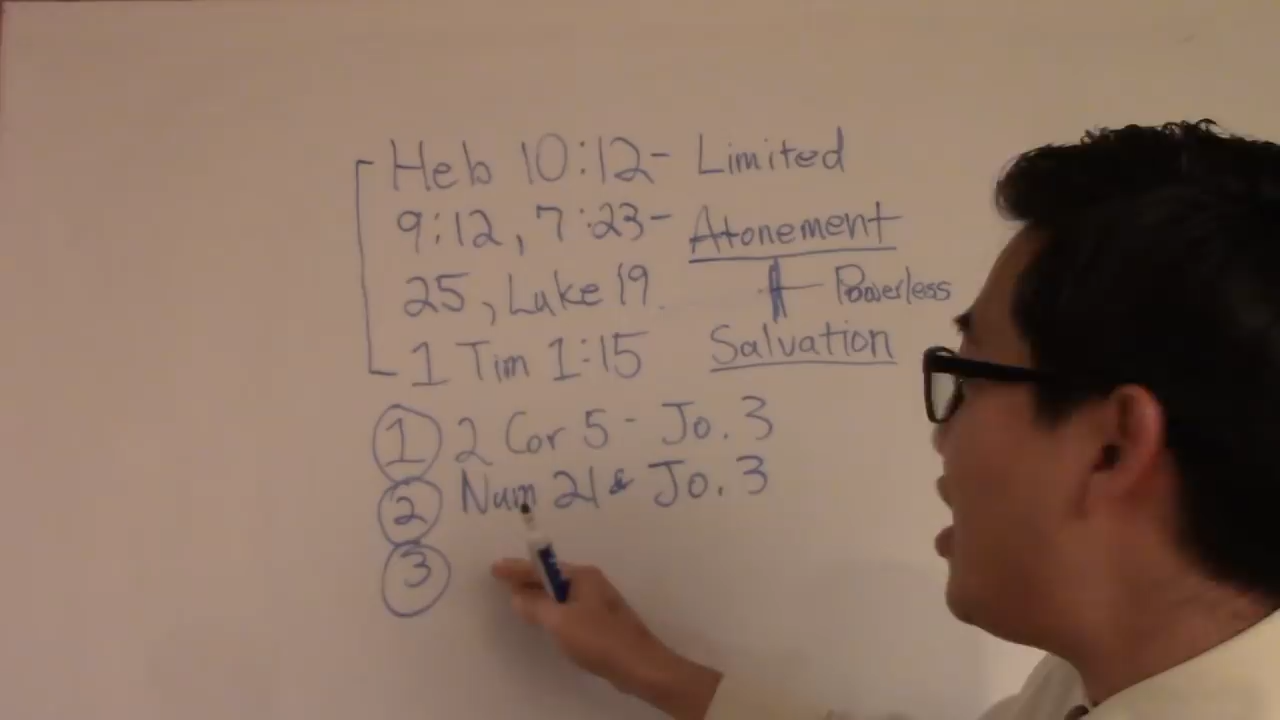 Heb 10:12- Limited
9:12, 7:23- Atonement
25, Luke 19. Powerless
1 Tim 1:15 Salvation
1 2 Cor 5 - Jo. 3
2 Num 21 & Jo. 3
3